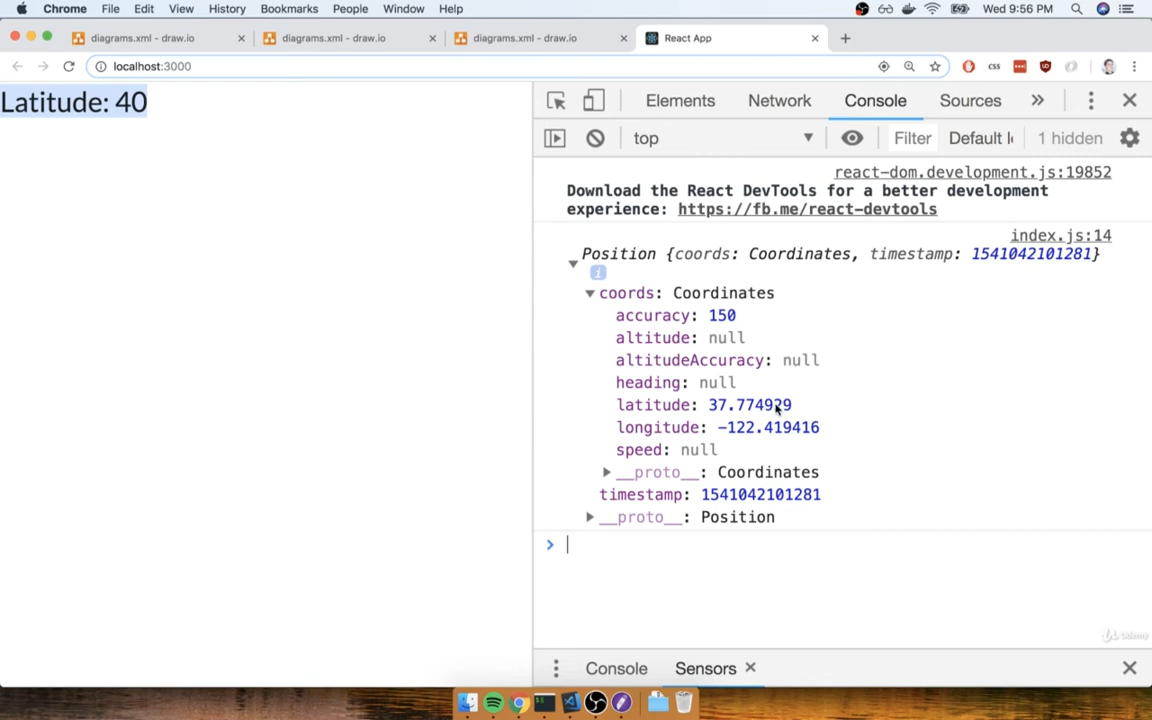 Chrome File Edit View History Bookmarks People Window Help Wed 9:56 PM
diagrams.xml - draw.io diagrams.xml - draw.io diagrams.xml - draw.io React App
localhost:3000
Latitude: 40
Elements Network Console Sources
top Filter Default l 1 hidden
react-dom.development.js:19852
Download the React DevTools for a better development
experience: https://fb.me/react-devtools
index.js:14
Position {coords: Coordinates, timestamp: 1541042101281}
coords: Coordinates
accuracy: 150
altitude: null
altitudeAccuracy: null
heading: null
latitude: 37.774929
longitude: -122.419416
speed: null
__proto__: Coordinates
timestamp: 1541042101281
__proto__: Position
Udemy
Console Sensors